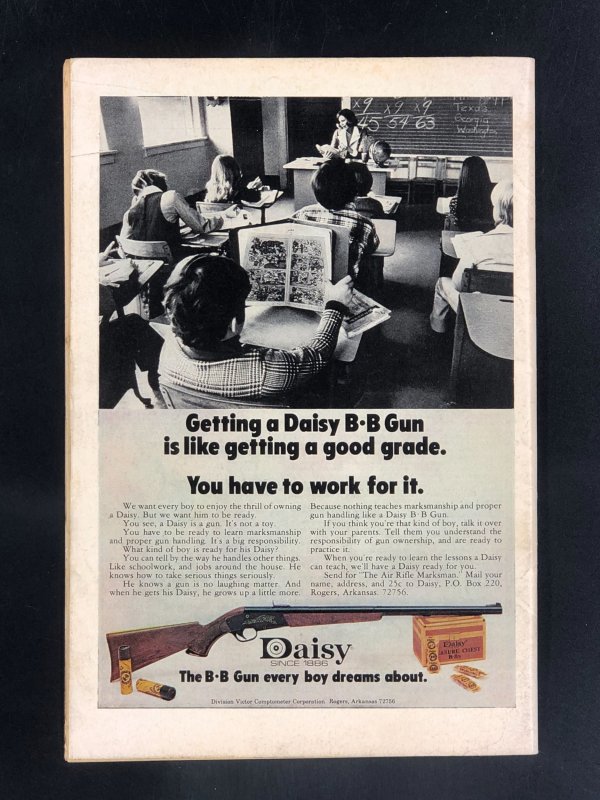 ×9 ×9 ×9
45 54 63
Texas
Georgia
Washington
Getting a Daisy B·B Gun
is like getting a good grade.
You have to work for it.
We want every boy to enjoy the thrill of owning
a Daisy. But we want him to be ready.
You see, a Daisy is a gun. It's not a toy.
You have to be ready to learn marksmanship
and proper gun handling. It's a big responsibility.
What kind of boy is ready for his Daisy?
You can tell by the way he handles other things.
Like schoolwork, and jobs around the house. He
knows how to take serious things seriously.
He knows a gun is no laughing matter. And
when he gets his Daisy, he grows up a little more.
Because nothing teaches marksmanship and proper
gun handling like a Daisy B·B Gun.
If you think you're that kind of boy, talk it over
with your parents. Tell them you understand the
responsibility of gun ownership, and are ready to
practice it.
When you're ready to learn the lessons a Daisy
can teach, we'll have a Daisy ready for you.
Send for "The Air Rifle Marksman." Mail your
name, address, and 25¢ to Daisy, P.O. Box 220,
Rogers, Arkansas. 72756.
Daisy
SINCE 1886
Daisy
CHEST
The B·B Gun every boy dreams about.
Division Victor Comptometer Corporation. Rogers, Arkansas 72756